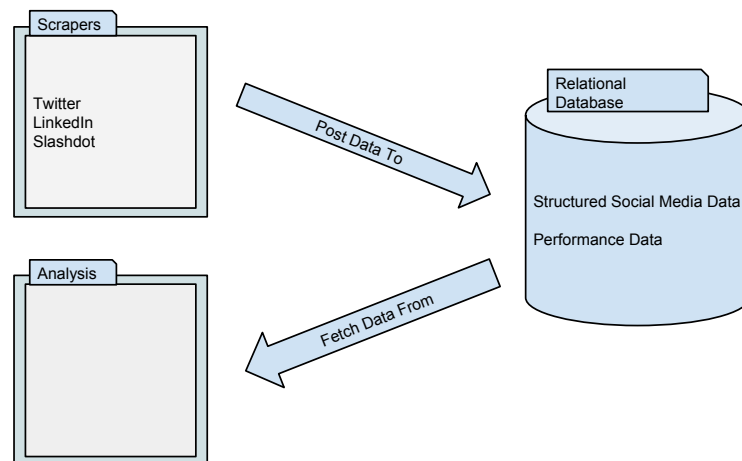 Scrapers
Twitter
LinkedIn
Slashdot
Post Data To
Relational
Database
Structured Social Media Data
Performance Data
Analysis
Fetch Data From